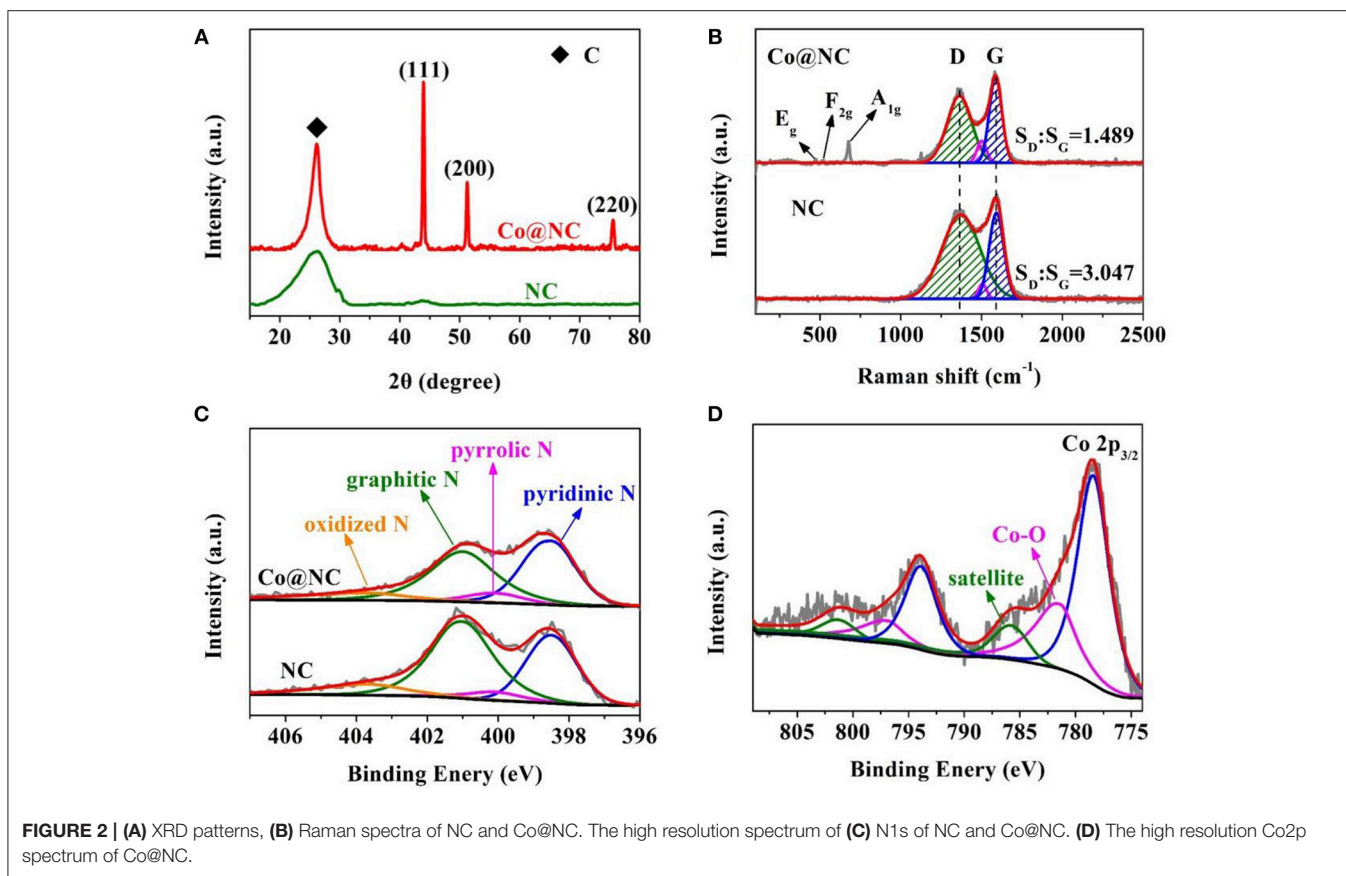 A
◆ C
(111)
(200)
(220)
Co@NC
NC
Intensity (a.u.)
20 30 40 50 60 70 80
2θ (degree)
B
Co@NC
D G
E_g
F_2g
A_1g
S_D:S_G=1.489
NC
S_D:S_G=3.047
Intensity (a.u.)
500 1000 1500 2000 2500
Raman shift (cm⁻¹)
C
pyrrolic N
graphitic N
pyridinic N
oxidized N
Co@NC
NC
Intensity (a.u.)
406 404 402 400 398 396
Binding Enery (eV)
D
Co 2p_3/2
Co-O
satellite
Intensity (a.u.)
805 800 795 790 785 780 775
Binding Enery (eV)
FIGURE 2 | (A) XRD patterns, (B) Raman spectra of NC and Co@NC. The high resolution spectrum of (C) N1s of NC and Co@NC. (D) The high resolution Co2p
spectrum of Co@NC.